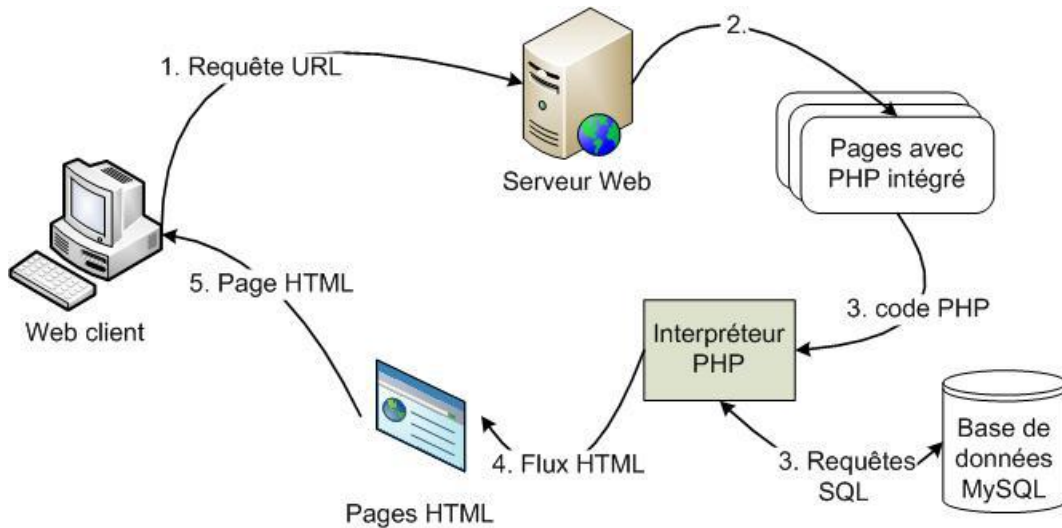 1. Requête URL
2.
Serveur Web
Pages avec
PHP intégré
Web client
5. Page HTML
3. code PHP
Interpréteur
PHP
4. Flux HTML
3. Requêtes
SQL
Base de
données
MySQL
Pages HTML